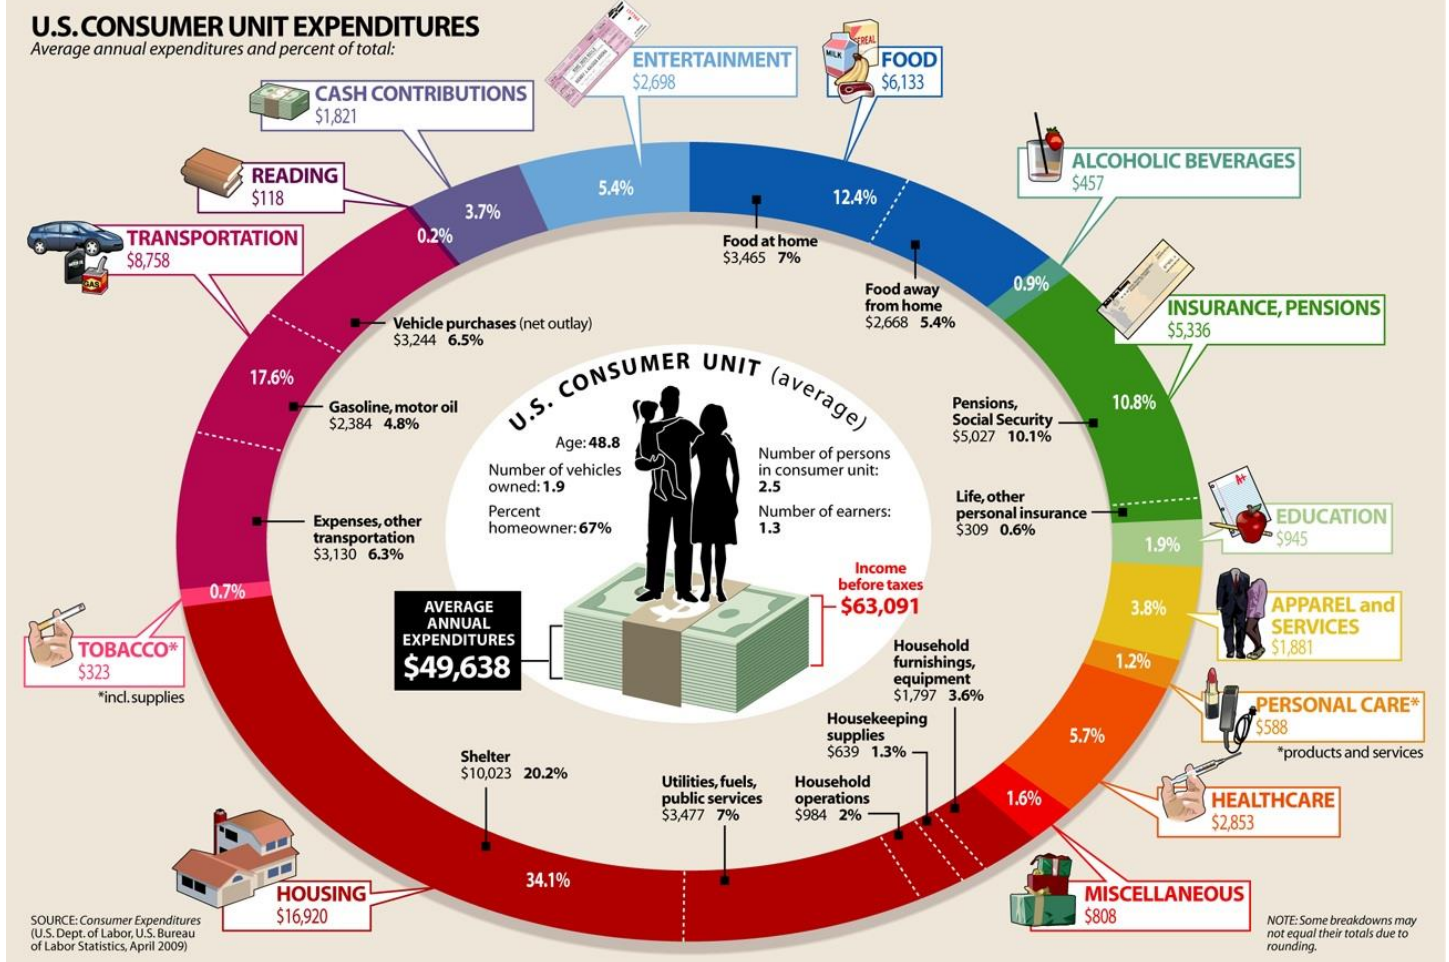 U.S. CONSUMER UNIT EXPENDITURES
Average annual expenditures and percent of total:
ENTERTAINMENT
$2,698
MILK
CEREAL
FOOD
$6,133
CASH CONTRIBUTIONS
$1,821
ALCOHOLIC BEVERAGES
$457
READING
$118
TRANSPORTATION
$8,758
GAS
INSURANCE, PENSIONS
$5,336
5.4%
12.4%
3.7%
0.2%
0.9%
17.6%
10.8%
1.9%
3.8%
1.2%
5.7%
1.6%
34.1%
0.7%
Food at home
$3,465 7%
Food away
from home
$2,668 5.4%
Vehicle purchases (net outlay)
$3,244 6.5%
Gasoline, motor oil
$2,384 4.8%
Expenses, other
transportation
$3,130 6.3%
Pensions,
Social Security
$5,027 10.1%
Life, other
personal insurance
$309 0.6%
U.S. CONSUMER UNIT (average)
Age: 48.8
Number of vehicles
owned: 1.9
Percent
homeowner: 67%
Number of persons
in consumer unit:
2.5
Number of earners:
1.3
Income
before taxes
$63,091
AVERAGE
ANNUAL
EXPENDITURES
$49,638
A+
EDUCATION
$945
APPAREL and
SERVICES
$1,881
PERSONAL CARE*
$588
*products and services
HEALTHCARE
$2,853
MISCELLANEOUS
$808
TOBACCO*
$323
*incl. supplies
Household
furnishings,
equipment
$1,797 3.6%
Housekeeping
supplies
$639 1.3%
Household
operations
$984 2%
Utilities, fuels,
public services
$3,477 7%
Shelter
$10,023 20.2%
HOUSING
$16,920
SOURCE: Consumer Expenditures
(U.S. Dept. of Labor, U.S. Bureau
of Labor Statistics, April 2009)
NOTE: Some breakdowns may
not equal their totals due to
rounding.